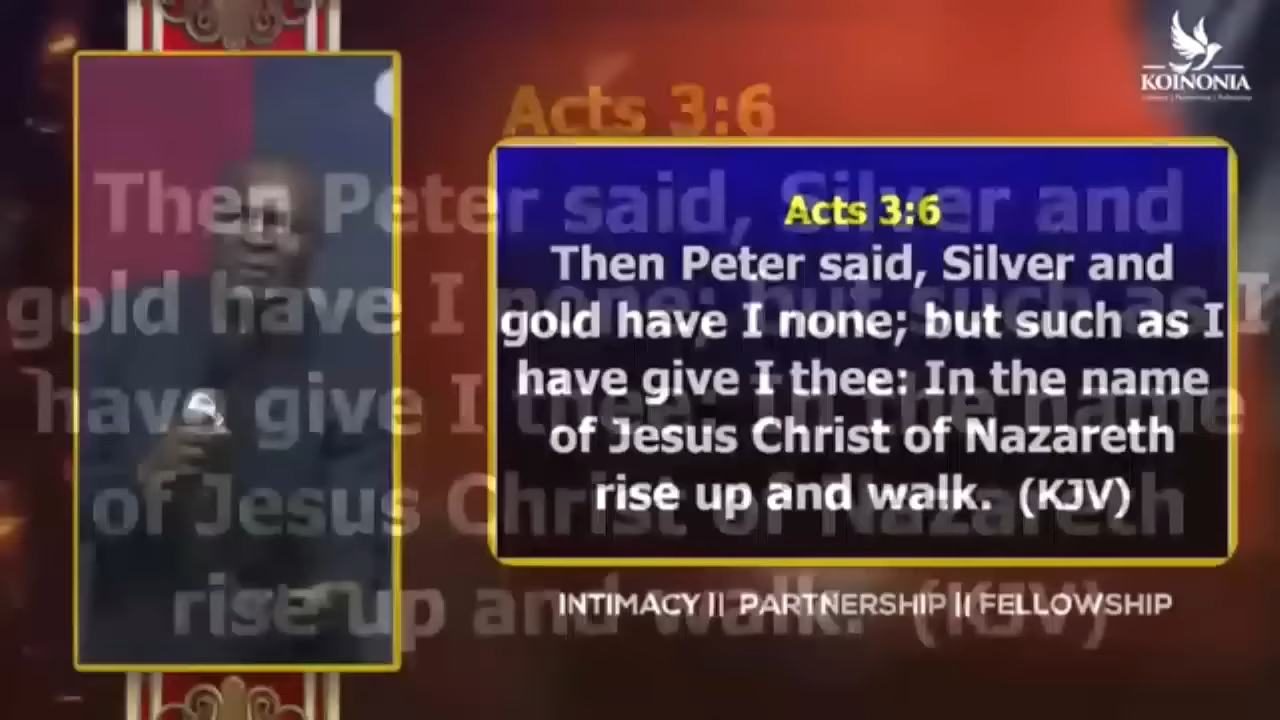 KOINONIA
Acts 3:6
Then Peter said, Silver and
gold have I none; but such as I
have give I thee: In the name
of Jesus Christ of Nazareth
rise up and walk. (KJV)
Acts 3:6
Then Peter said, Silver and
gold have I none; but such as I
have give I thee: In the name
of Jesus Christ of Nazareth
rise up and walk. (KJV)
INTIMACY || PARTNERSHIP || FELLOWSHIP